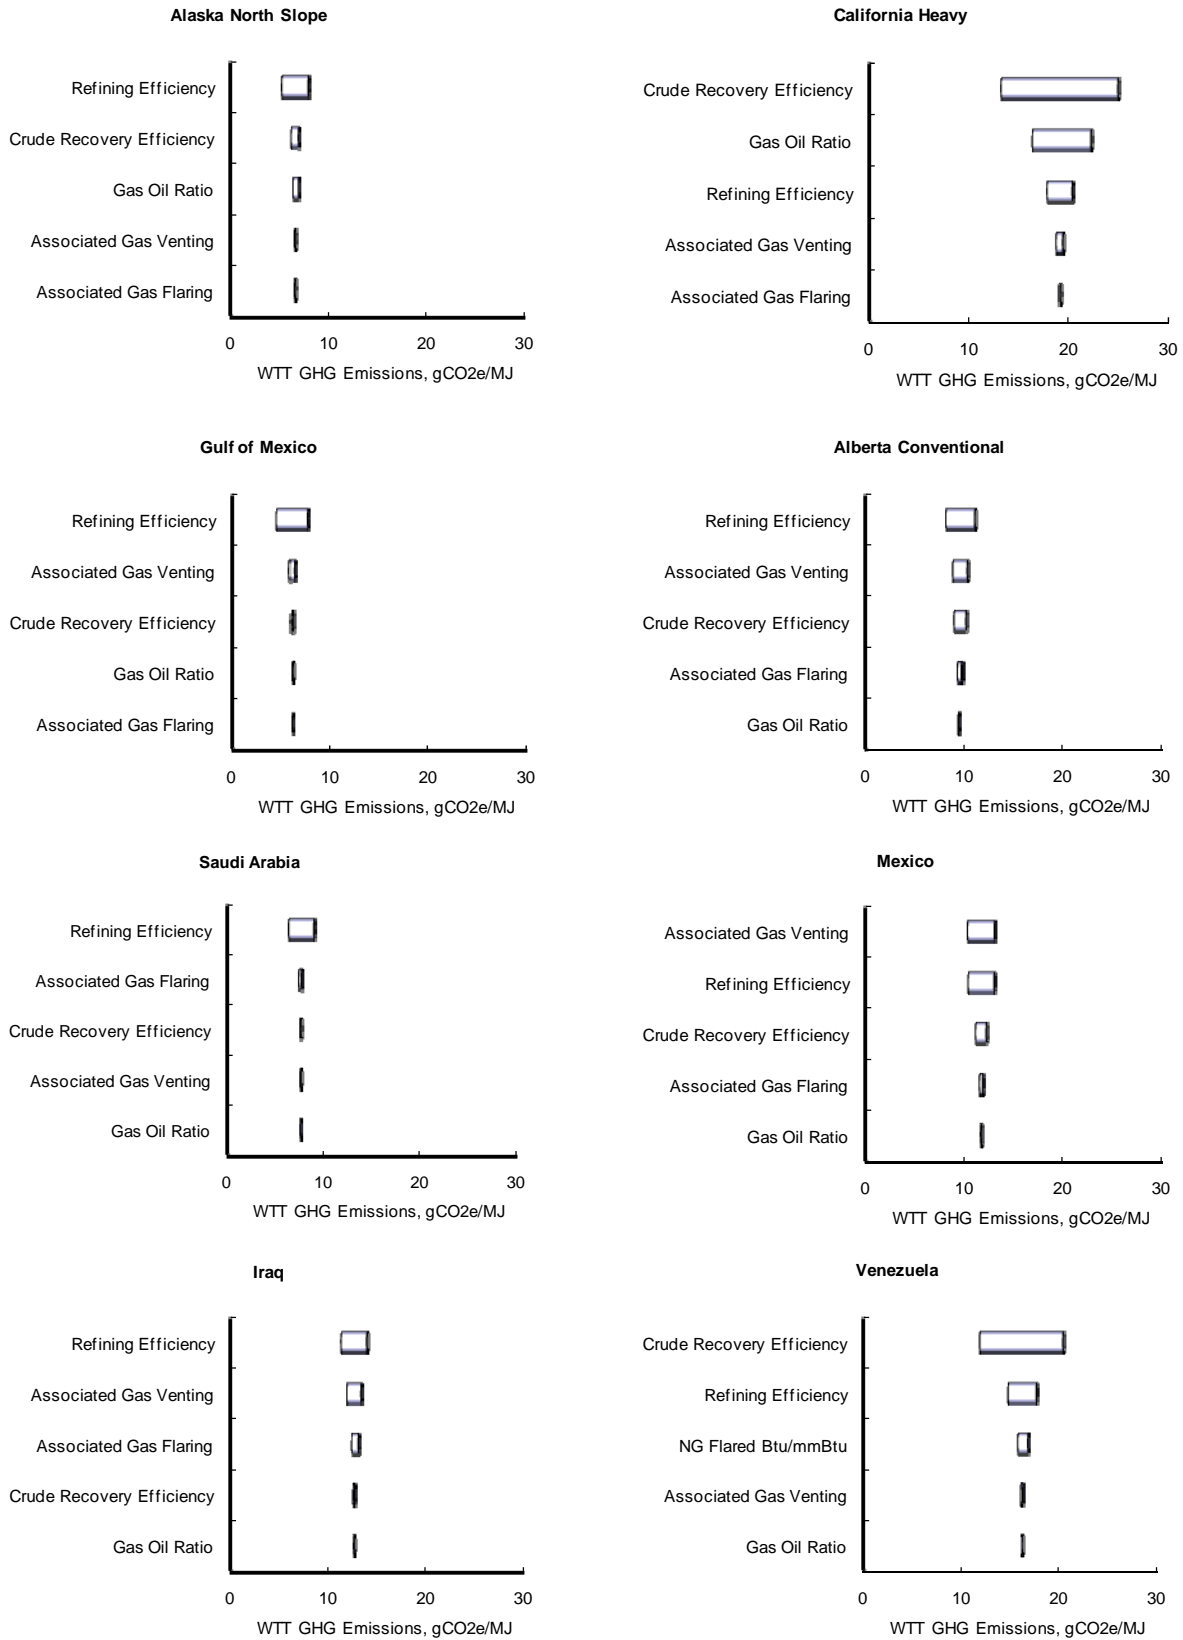 Alaska North Slope
Refining Efficiency
Crude Recovery Efficiency
Gas Oil Ratio
Associated Gas Venting
Associated Gas Flaring
0 10 20 30
WTT GHG Emissions, gCO2e/MJ
California Heavy
Crude Recovery Efficiency
Gas Oil Ratio
Refining Efficiency
Associated Gas Venting
Associated Gas Flaring
0 10 20 30
WTT GHG Emissions, gCO2e/MJ
Gulf of Mexico
Refining Efficiency
Associated Gas Venting
Crude Recovery Efficiency
Gas Oil Ratio
Associated Gas Flaring
0 10 20 30
WTT GHG Emissions, gCO2e/MJ
Alberta Conventional
Refining Efficiency
Associated Gas Venting
Crude Recovery Efficiency
Associated Gas Flaring
Gas Oil Ratio
0 10 20 30
WTT GHG Emissions, gCO2e/MJ
Saudi Arabia
Refining Efficiency
Associated Gas Flaring
Crude Recovery Efficiency
Associated Gas Venting
Gas Oil Ratio
0 10 20 30
WTT GHG Emissions, gCO2e/MJ
Mexico
Associated Gas Venting
Refining Efficiency
Crude Recovery Efficiency
Associated Gas Flaring
Gas Oil Ratio
0 10 20 30
WTT GHG Emissions, gCO2e/MJ
Iraq
Refining Efficiency
Associated Gas Venting
Associated Gas Flaring
Crude Recovery Efficiency
Gas Oil Ratio
0 10 20 30
WTT GHG Emissions, gCO2e/MJ
Venezuela
Crude Recovery Efficiency
Refining Efficiency
NG Flared Btu/mmBtu
Associated Gas Venting
Gas Oil Ratio
0 10 20 30
WTT GHG Emissions, gCO2e/MJ